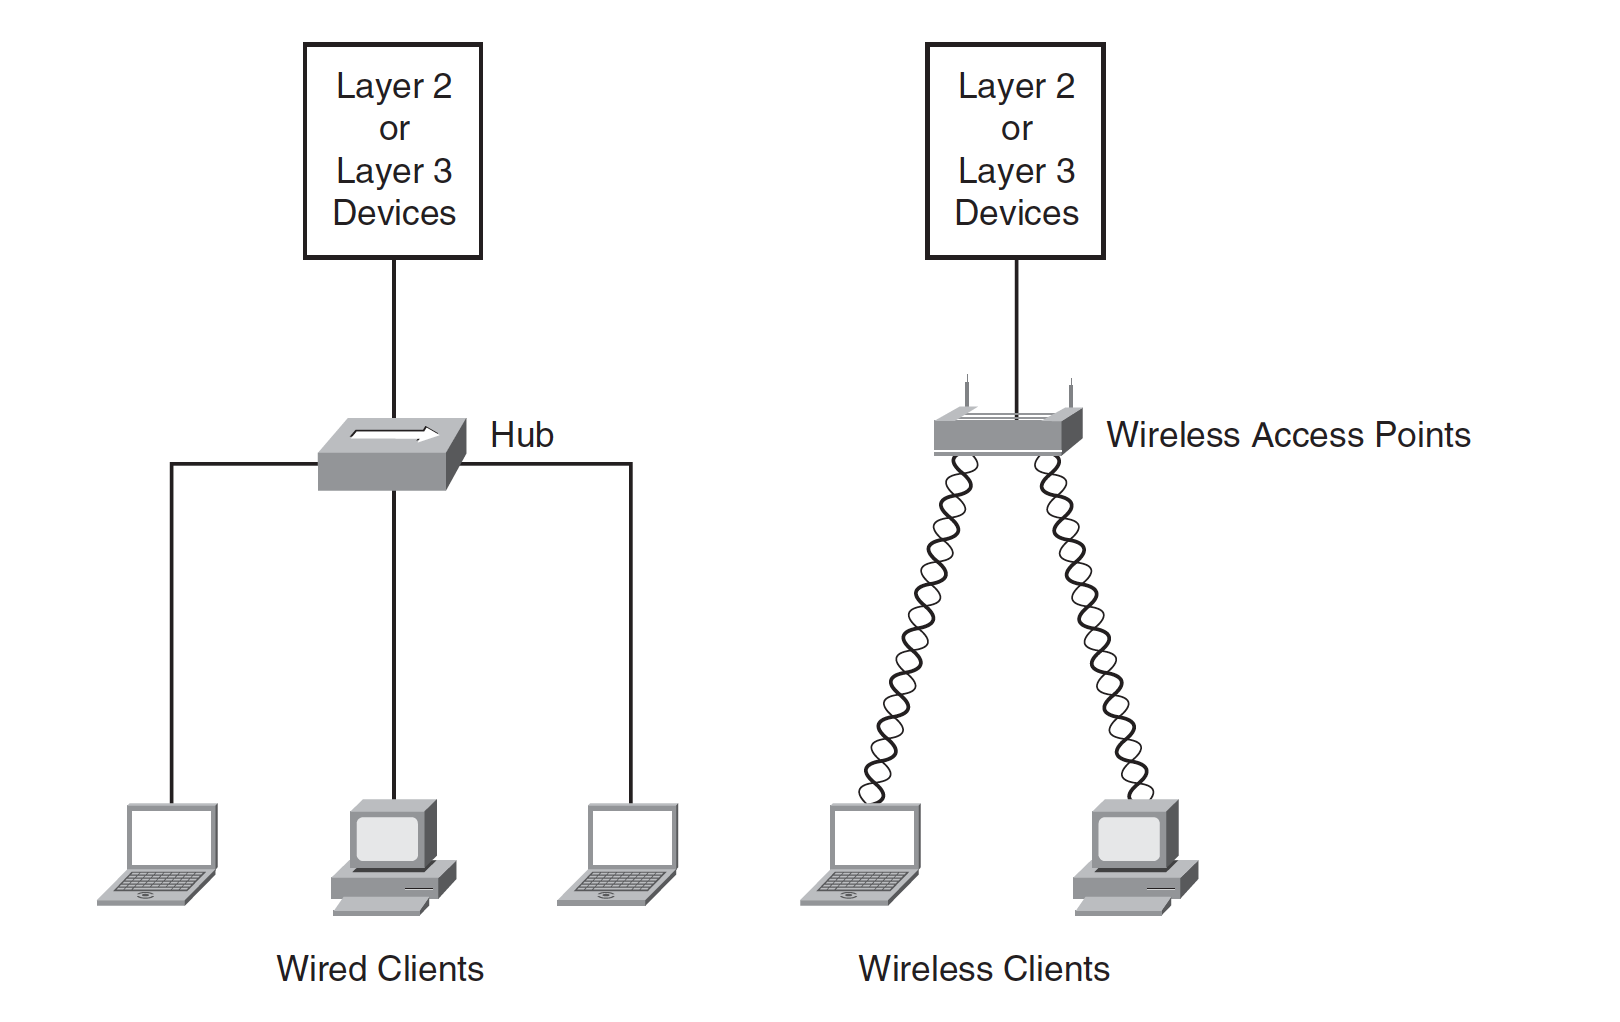 Layer 2
or
Layer 3
Devices
Hub
Wired Clients
Layer 2
or
Layer 3
Devices
Wireless Access Points
Wireless Clients